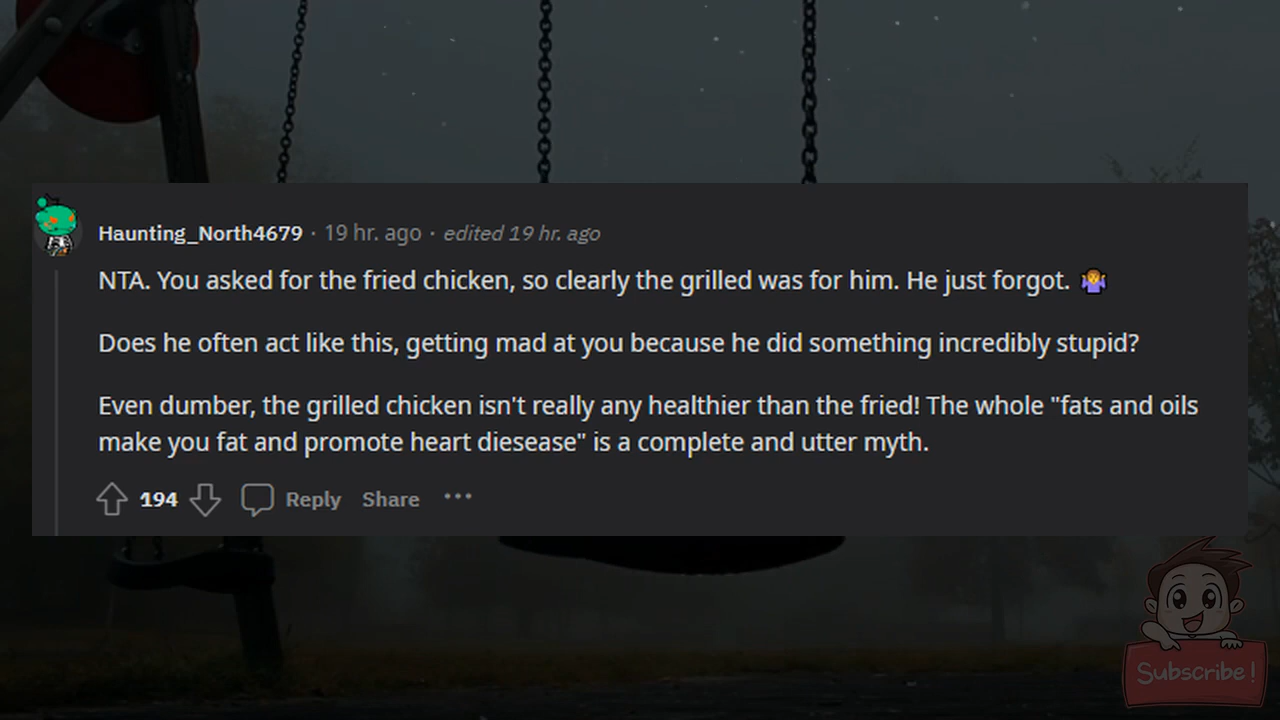 Haunting_North4679 · 19 hr. ago · edited 19 hr. ago
NTA. You asked for the fried chicken, so clearly the grilled was for him. He just forgot. 🤷
Does he often act like this, getting mad at you because he did something incredibly stupid?
Even dumber, the grilled chicken isn't really any healthier than the fried! The whole "fats and oils
make you fat and promote heart diesease" is a complete and utter myth.
194 Reply Share ···
Subscribe!